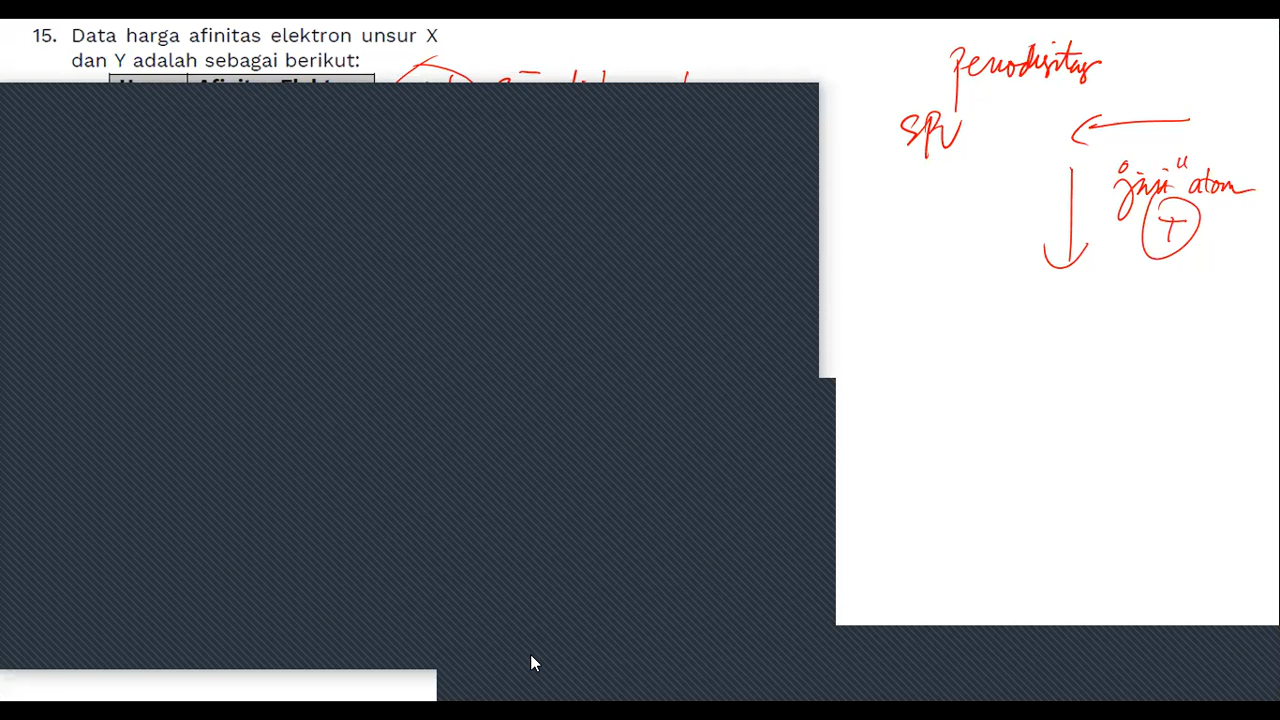 15. Data harga afinitas elektron unsur X
dan Y adalah sebagai berikut:
Periodisitas
SPU
jari" atom
+